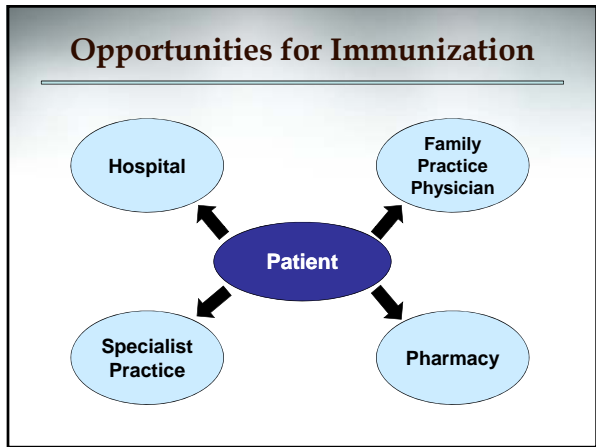 Opportunities for Immunization
Hospital
Family
Practice
Physician
Patient
Specialist
Practice
Pharmacy